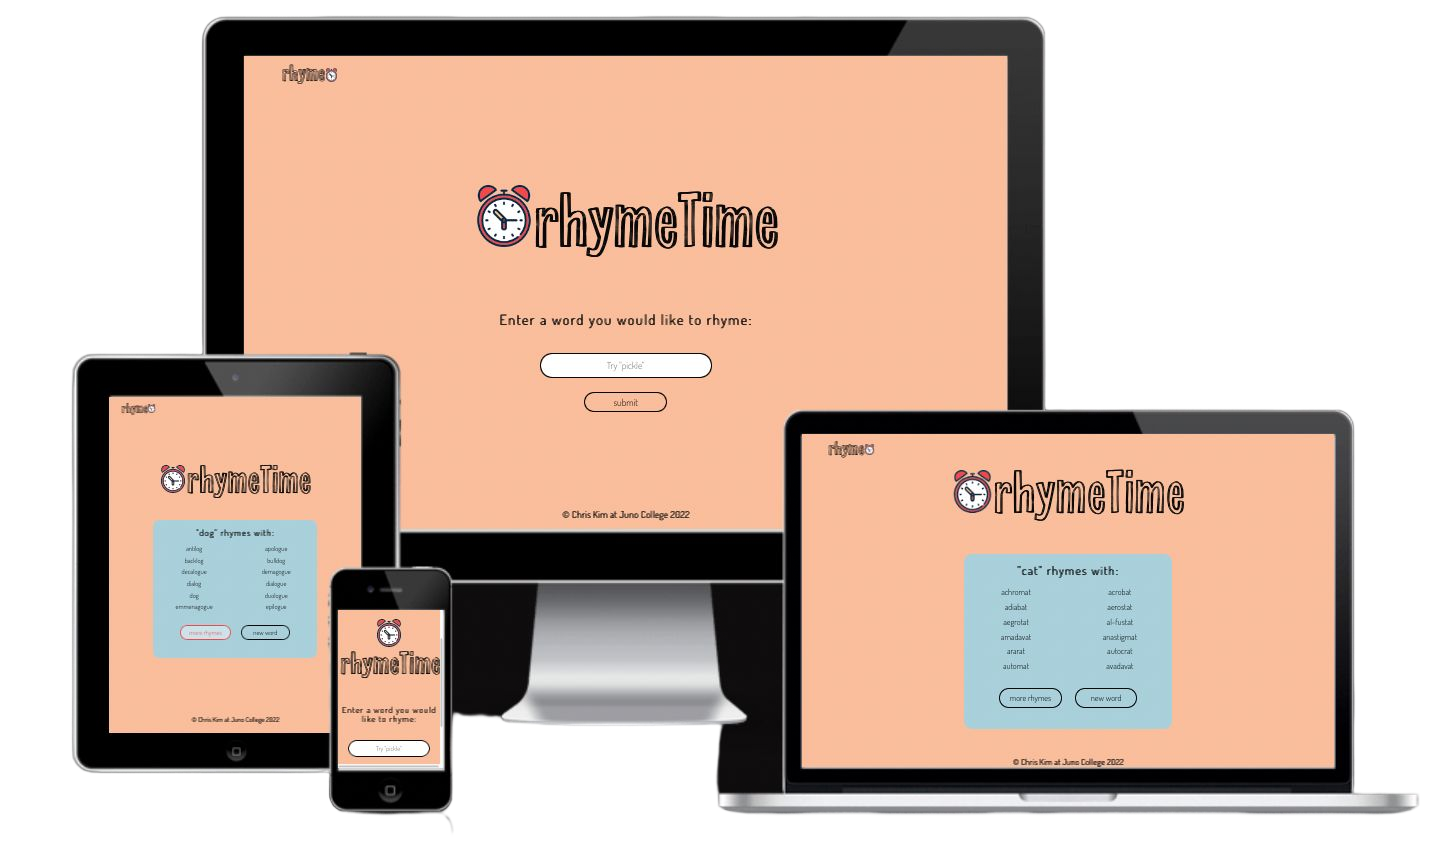 rhyme
rhymeTime
Enter a word you would like to rhyme:
Try "pickle"
submit
© Chris Kim at Juno College 2022
rhyme
rhymeTime
"dog" rhymes with:
antilog apologue
backlog bulldog
decalogue demagogue
dialog dialogue
dog duologue
emmenagogue epilogue
more rhymes new word
© Chris Kim at Juno College 2022
rhymeTime
Enter a word you would
like to rhyme:
Try "pickle"
rhyme
rhymeTime
"cat" rhymes with:
achromat acrobat
adiabat aerostat
aegrotat al-fustat
amadavat anastigmat
ararat autocrat
automat avadavat
more rhymes new word
© Chris Kim at Juno College 2022